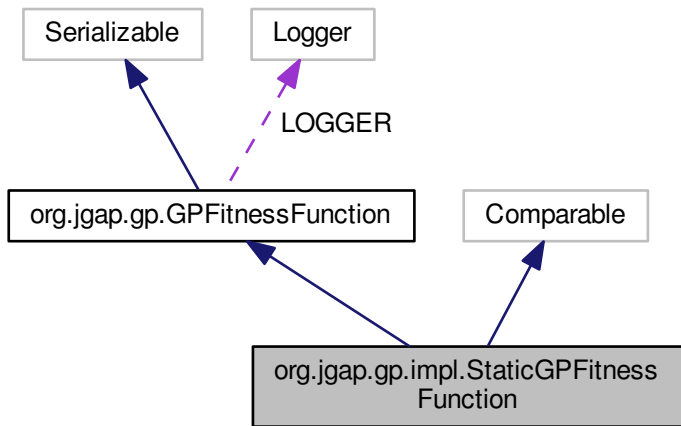 Serializable
Logger
LOGGER
org.jgap.gp.GPFitnessFunction
Comparable
org.jgap.gp.impl.StaticGPFitness
Function